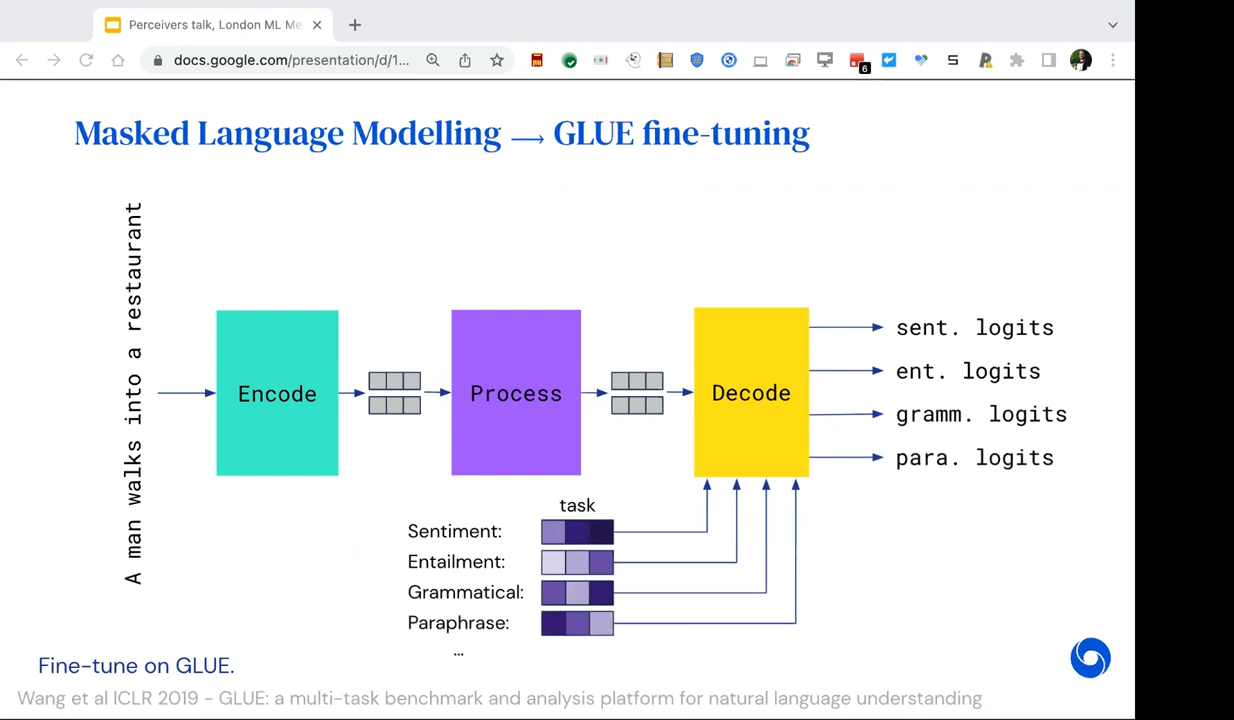 Perceivers talk, London ML Me
docs.google.com/presentation/d/1...
6
Masked Language Modelling → GLUE fine-tuning
A man walks into a restaurant
Encode
Process
Decode
sent. logits
ent. logits
gramm. logits
para. logits
task
Sentiment:
Entailment:
Grammatical:
Paraphrase:
...
Fine-tune on GLUE.
Wang et al ICLR 2019 - GLUE: a multi-task benchmark and analysis platform for natural language understanding